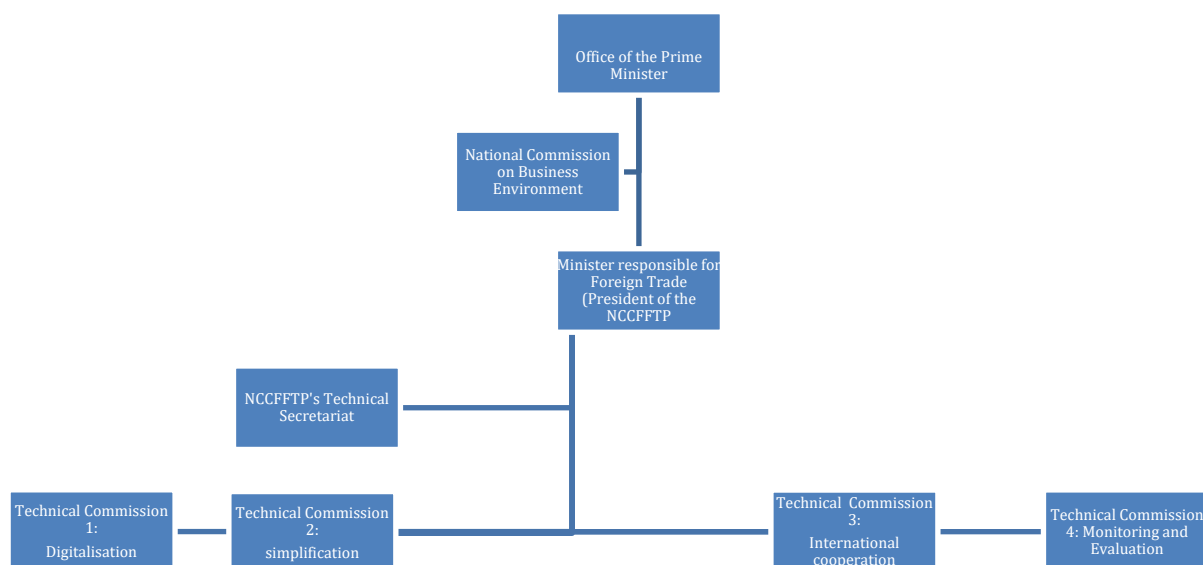 Office of the Prime
Minister
National Commission
on Business
Environment
Minister responsible for
Foreign Trade
(President of the
NCCFFTP
NCCFFTP's Technical
Secretariat
Technical Commission
1:
Digitalisation
Technical Commission
2:
simplification
Technical Commission
3:
International
cooperation
Technical Commission
4: Monitoring and
Evaluation